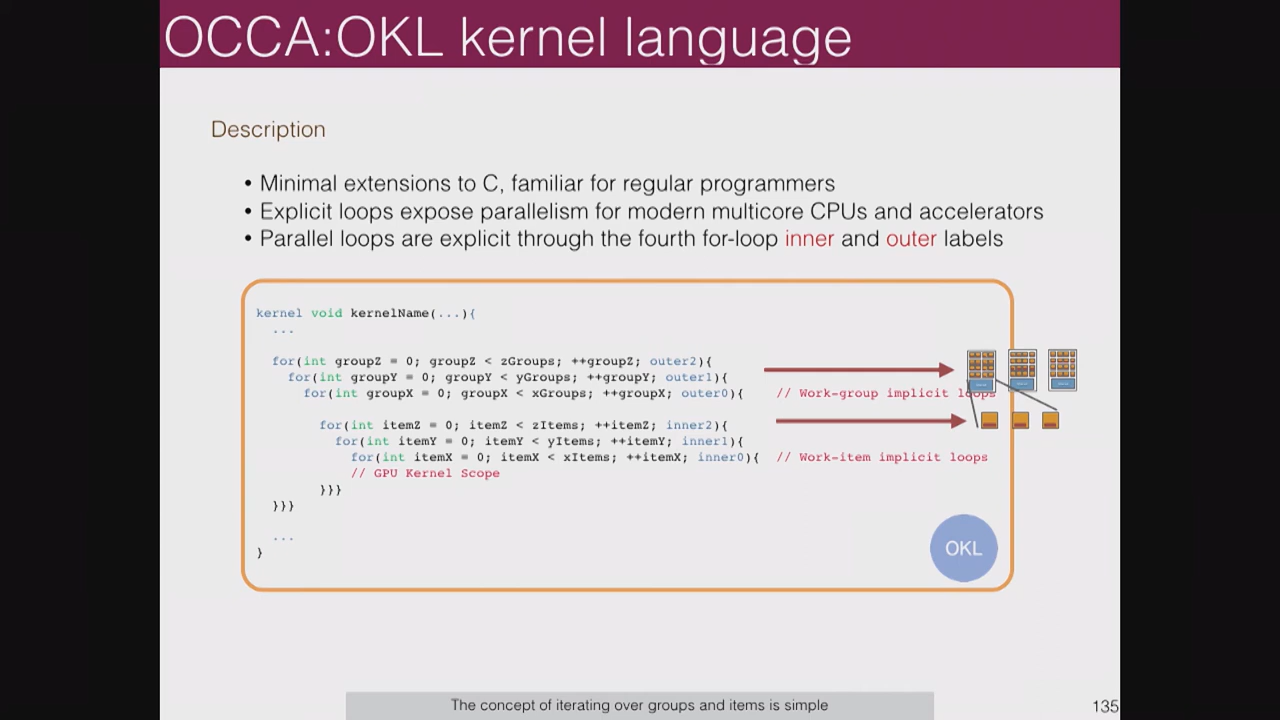 OCCA:OKL kernel language
Description
• Minimal extensions to C, familiar for regular programmers
• Explicit loops expose parallelism for modern multicore CPUs and accelerators
• Parallel loops are explicit through the fourth for-loop inner and outer labels
kernel void kernelName(...){
...
for(int groupZ = 0; groupZ < zGroups; ++groupZ; outer2){
for(int groupY = 0; groupY < yGroups; ++groupY; outer1){
for(int groupX = 0; groupX < xGroups; ++groupX; outer0){ // Work-group implicit loops
for(int itemZ = 0; itemZ < zItems; ++itemZ; inner2){
for(int itemY = 0; itemY < yItems; ++itemY; inner1){
for(int itemX = 0; itemX < xItems; ++itemX; inner0){ // Work-item implicit loops
// GPU Kernel Scope
}}}
}}}
...
}
OKL
The concept of iterating over groups and items is simple
135